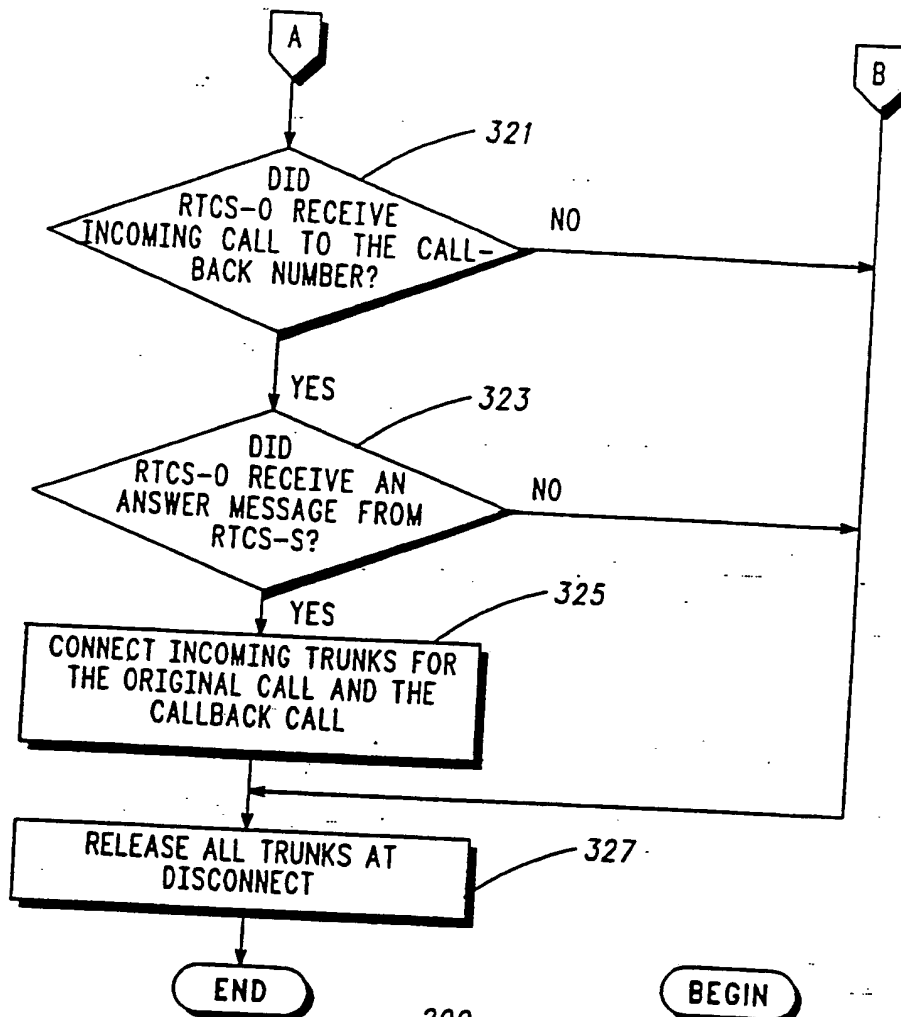 A
B
321
DID
RTCS-O RECEIVE
INCOMING CALL TO THE CALL-
BACK NUMBER?
NO
YES
323
DID
RTCS-O RECEIVE AN
ANSWER MESSAGE FROM
RTCS-S?
NO
YES
325
CONNECT INCOMING TRUNKS FOR
THE ORIGINAL CALL AND THE
CALLBACK CALL
RELEASE ALL TRUNKS AT
DISCONNECT
327
END
BEGIN